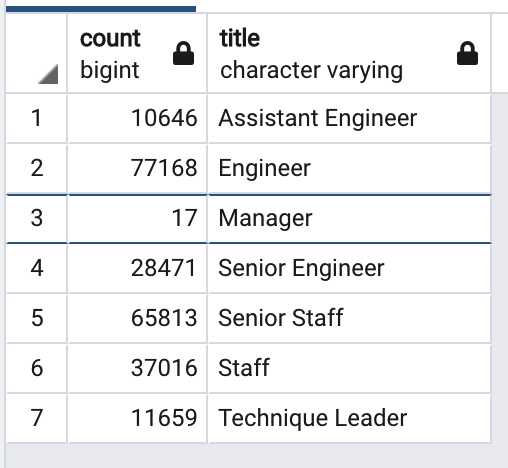 count title
bigint character varying
1 10646 Assistant Engineer
2 77168 Engineer
3 17 Manager
4 28471 Senior Engineer
5 65813 Senior Staff
6 37016 Staff
7 11659 Technique Leader